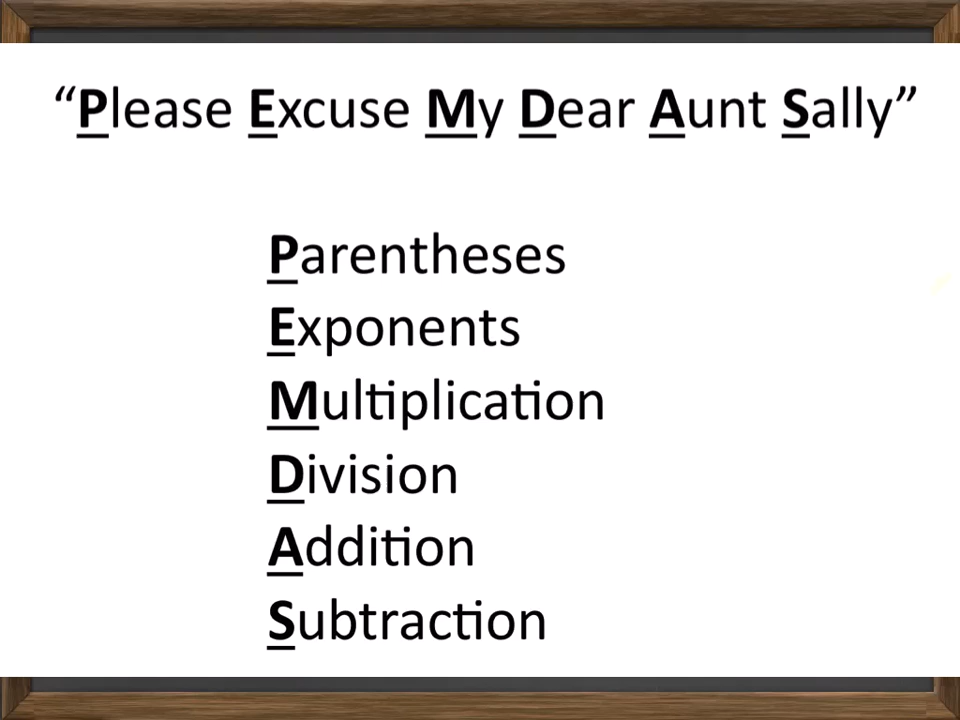 “Please Excuse My Dear Aunt Sally”
Parentheses
Exponents
Multiplication
Division
Addition
Subtraction